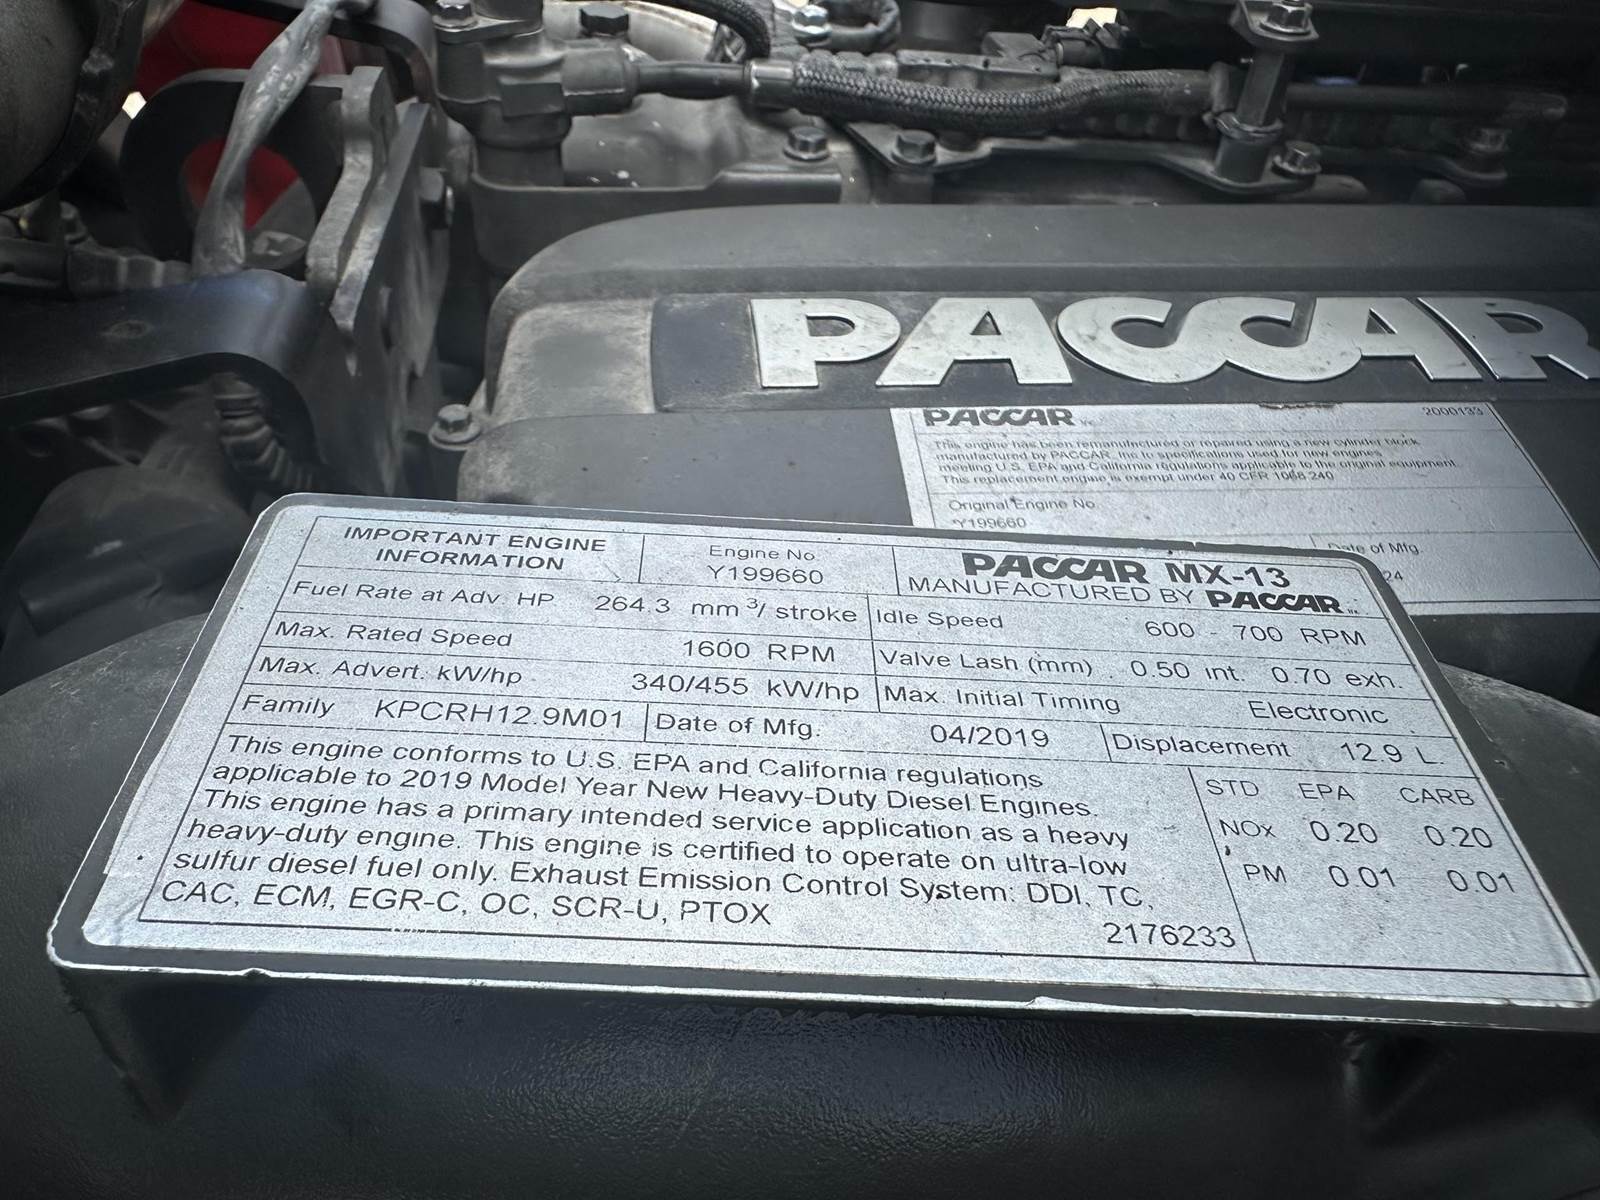 PACCAR
PACCAR INC 2000133
This engine has been remanufactured or repaired using a new cylinder block
manufactured by PACCAR, Inc to specifications used for new engines
meeting U.S. EPA and California regulations applicable to the original equipment.
This replacement engine is exempt under 40 CFR 1068.240
Original Engine No
Y199660
Date of Mfg.
24
IMPORTANT ENGINE
INFORMATION
Engine No
Y199660
PACCAR MX-13
MANUFACTURED BY PACCAR INC
Fuel Rate at Adv. HP 264.3 mm3/ stroke
Idle Speed 600 - 700 RPM
Max. Rated Speed 1600 RPM
Valve Lash (mm) 0.50 int. 0.70 exh.
Max. Advert. kW/hp 340/455 kW/hp
Max. Initial Timing Electronic
Family KPCRH12.9M01
Date of Mfg. 04/2019
Displacement 12.9 L.
This engine conforms to U.S. EPA and California regulations
applicable to 2019 Model Year New Heavy-Duty Diesel Engines.
This engine has a primary intended service application as a heavy
heavy-duty engine. This engine is certified to operate on ultra-low
sulfur diesel fuel only. Exhaust Emission Control System: DDI, TC,
CAC, ECM, EGR-C, OC, SCR-U, PTOX
2176233
STD EPA CARB
NOx 0.20 0.20
PM 0.01 0.01